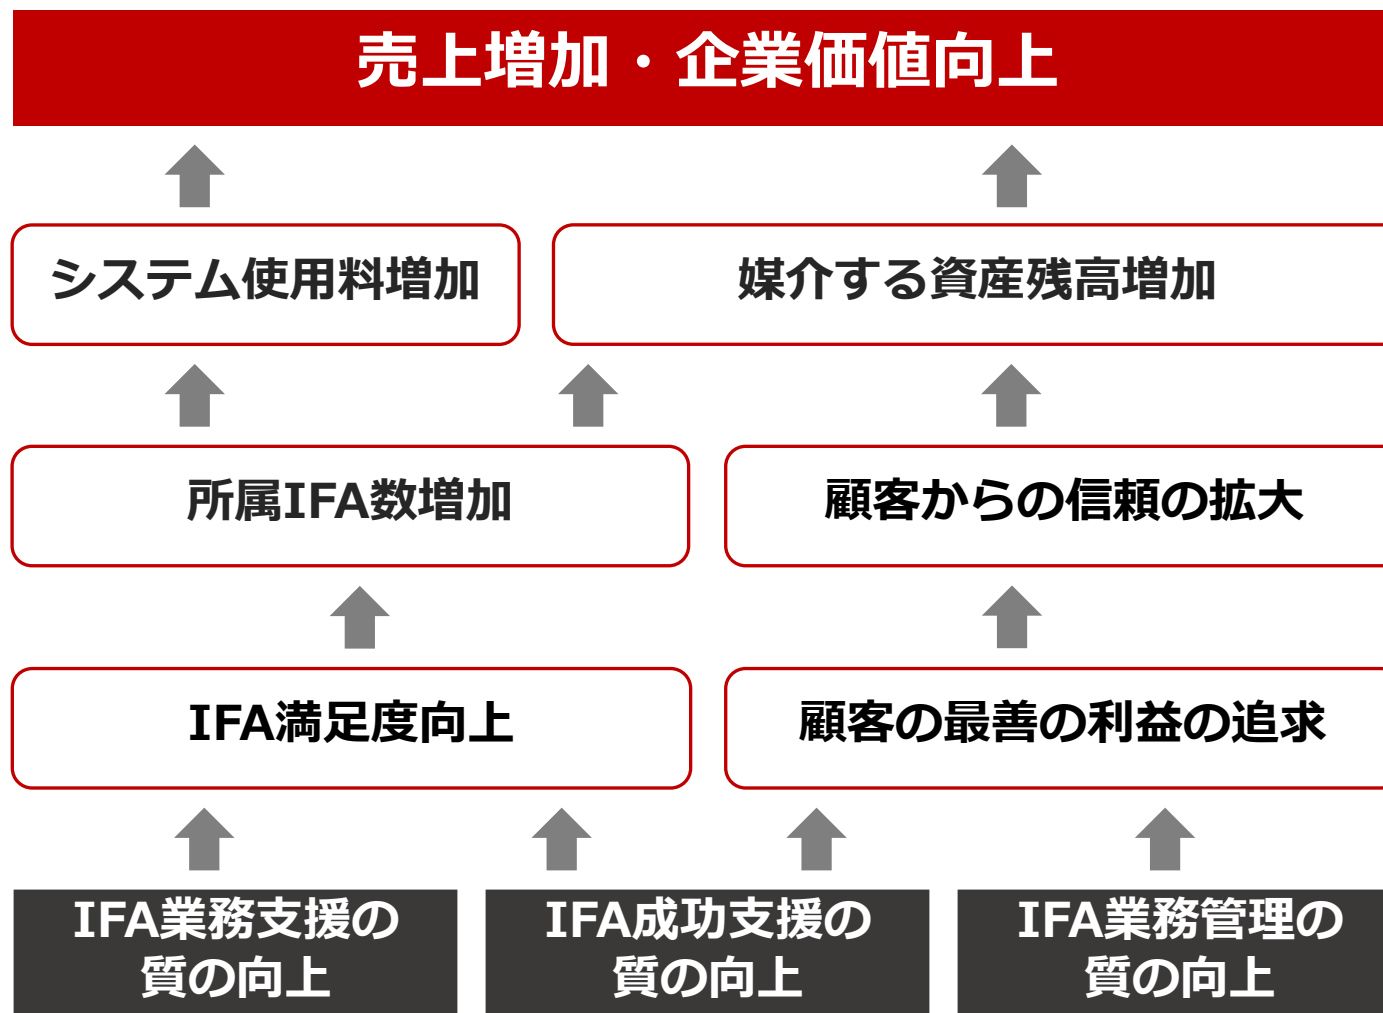 売上増加・企業価値向上
システム使用料増加
媒介する資産残高増加
所属IFA数増加
顧客からの信頼の拡大
IFA満足度向上
顧客の最善の利益の追求
IFA業務支援の
質の向上
IFA成功支援の
質の向上
IFA業務管理の
質の向上